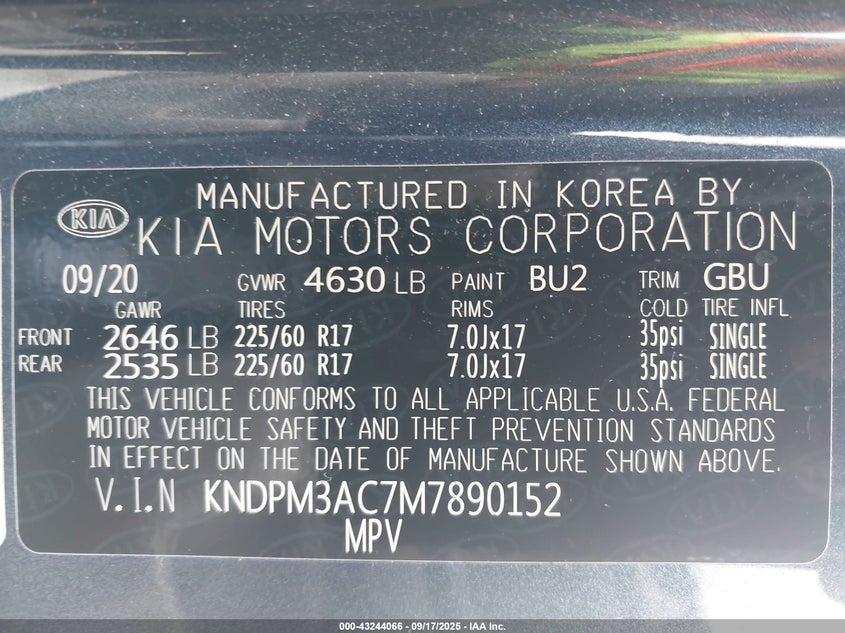 MANUFACTURED IN KOREA BY
KIA KIA MOTORS CORPORATION
09/20 GVWR 4630 LB PAINT BU2 TRIM GBU
GAWR TIRES RIMS COLD TIRE INFL
FRONT 2646 LB 225/60 R17 7.0Jx17 35psi SINGLE
REAR 2535 LB 225/60 R17 7.0Jx17 35psi SINGLE
THIS VEHICLE CONFORMS TO ALL APPLICABLE U.S.A. FEDERAL
MOTOR VEHICLE SAFETY AND THEFT PREVENTION STANDARDS
IN EFFECT ON THE DATE OF MANUFACTURE SHOWN ABOVE.
V.I.N KNDPM3AC7M7890152
MPV
000-43244066 - 09/17/2025 - IAA Inc.